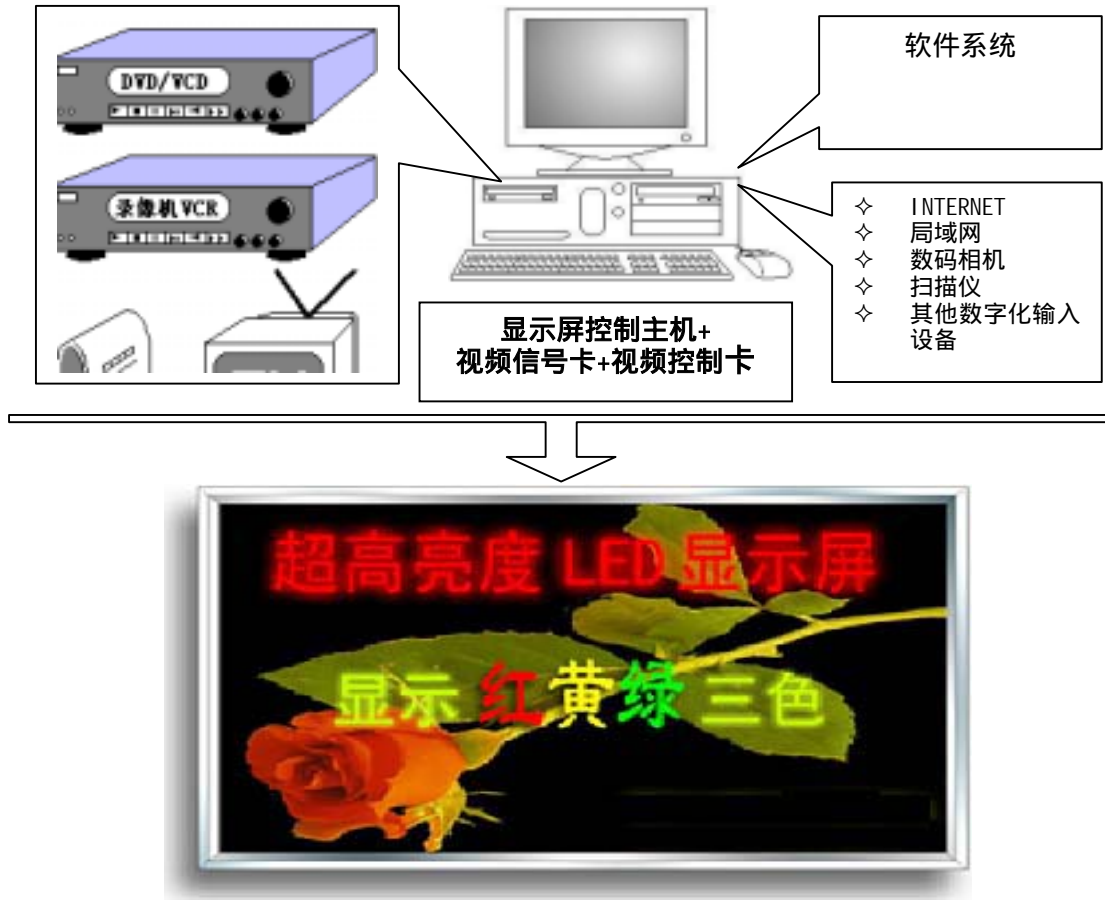 DVD/VCD
录像机 VCR
软件系统
✧ INTERNET
✧ 局域网
✧ 数码相机
✧ 扫描仪
✧ 其他数字化输入
设备
显示屏控制主机+
视频信号卡+视频控制卡
超高亮度 LED 显示屏
显示 红黄绿 三色